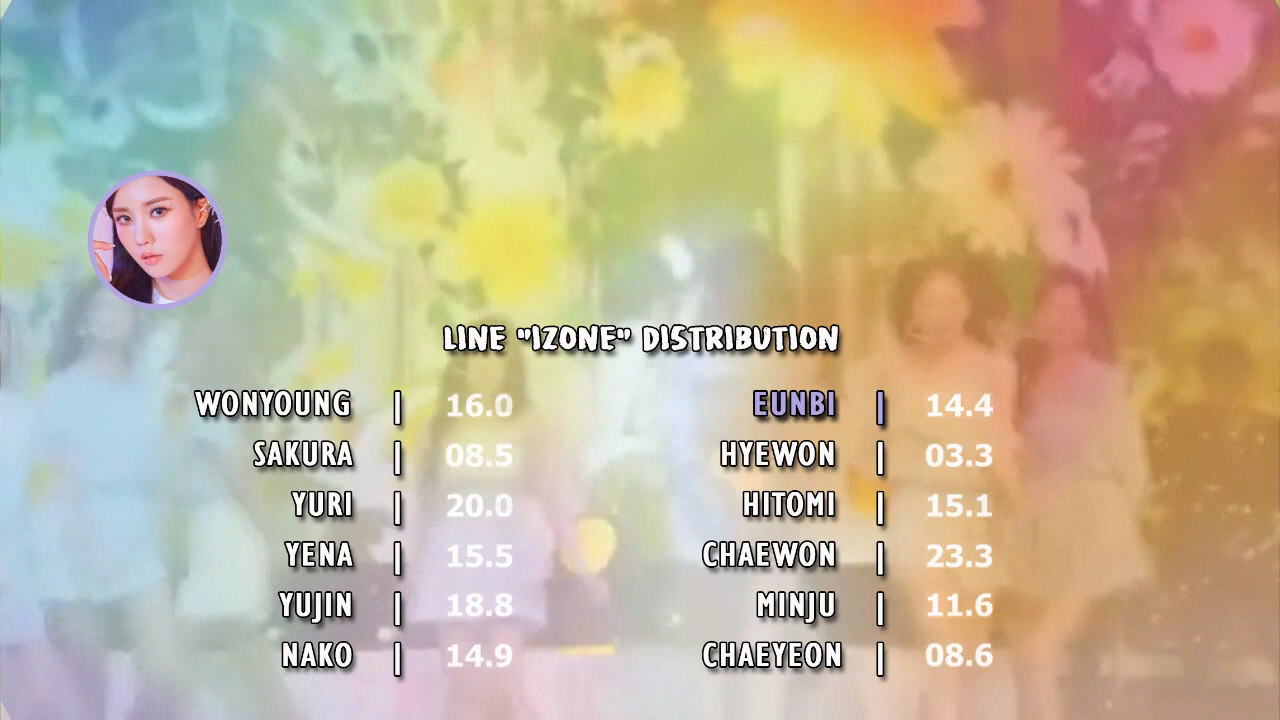 LINE "IZONE" DISTRIBUTION
WONYOUNG | 16.0 EUNBI | 14.4
SAKURA | 08.5 HYEWON | 03.3
YURI | 20.0 HITOMI | 15.1
YENA | 15.5 CHAEWON | 23.3
YUJIN | 18.8 MINJU | 11.6
NAKO | 14.9 CHAEYEON | 08.6